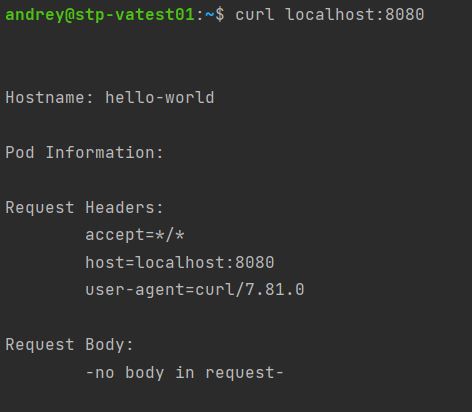 andrey@stp-vatest01:~$ curl localhost:8080
Hostname: hello-world
Pod Information:
Request Headers:
accept=*/*
host=localhost:8080
user-agent=curl/7.81.0
Request Body:
-no body in request-